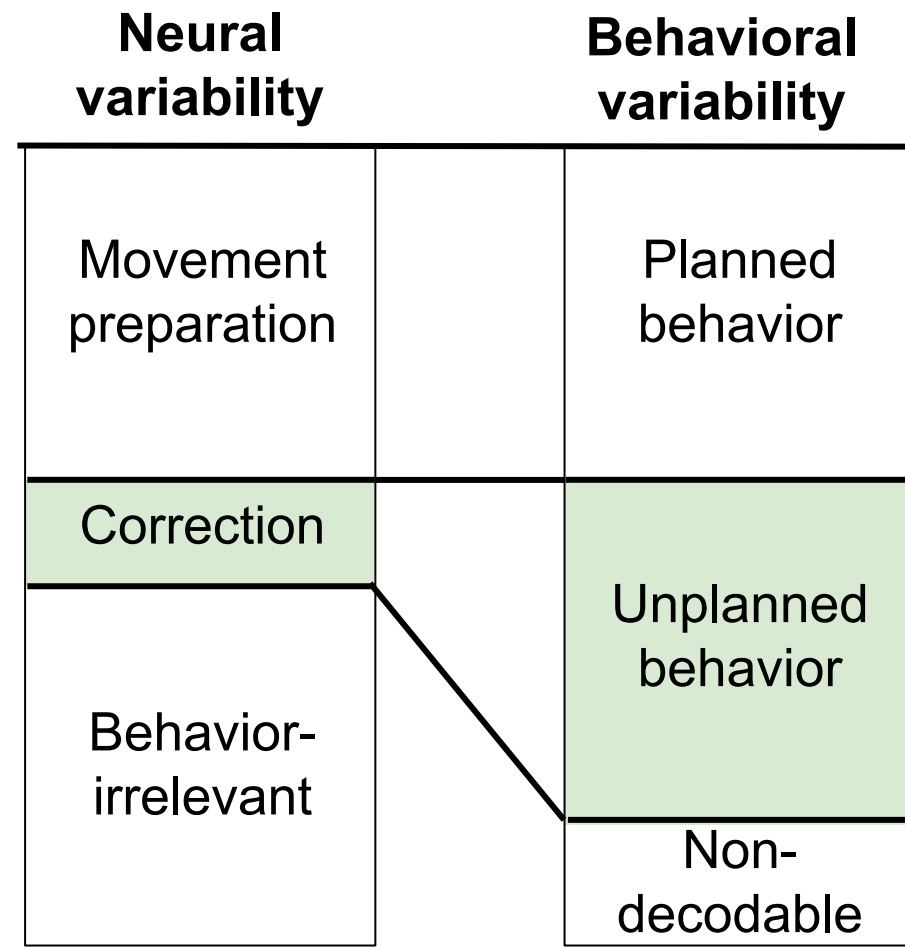 Neural
variability
Behavioral
variability
Movement
preparation
Planned
behavior
Correction
Unplanned
behavior
Behavior-
irrelevant
Non-
decodable